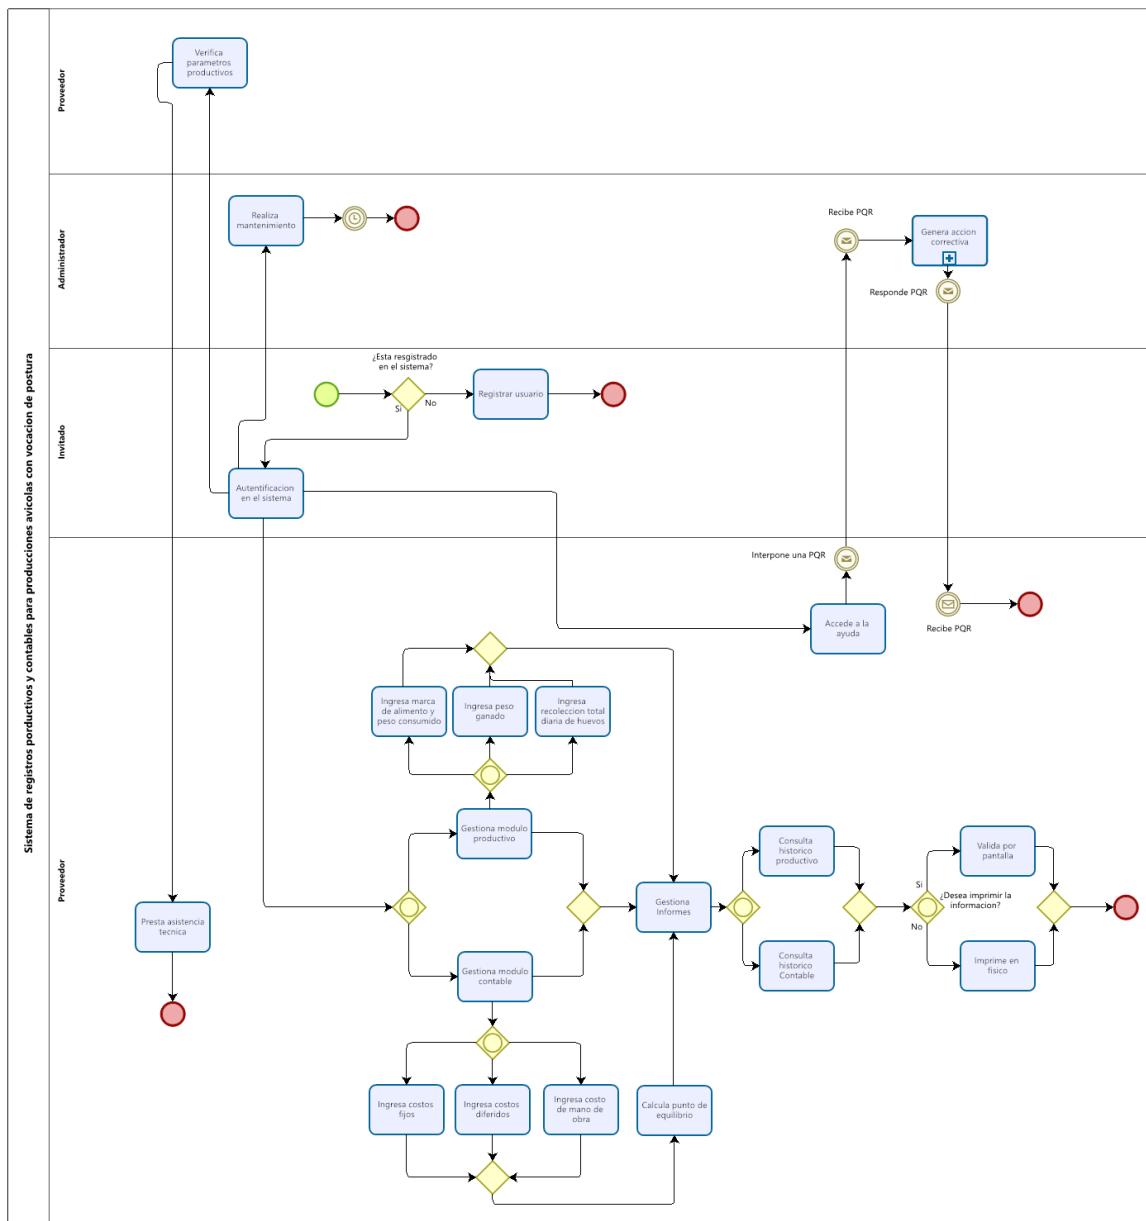 Sistema de registros porductivos y contables para producciones avicolas con vocacion de postura
Proveedor
Verifica
parametros
productivos
Administrador
Realiza
mantenimiento
Recibe PQR
Genera accion
correctiva
Responde PQR
Invitado
¿Esta resgistrado
en el sistema?
Si
No
Registrar usuario
Autentificacion
en el sistema
Proveedor
Interpone una PQR
Accede a la
ayuda
Recibe PQR
Ingresa marca
de alimento y
peso consumido
Ingresa peso
ganado
Ingresa
recoleccion total
diaria de huevos
Gestiona modulo
productivo
Consulta
historico
productivo
Valida por
pantalla
Gestiona
Informes
Si
¿Desea imprimir la
informacion?
No
Presta asistencia
tecnica
Gestiona modulo
contable
Consulta
historico
Contable
Imprime en
fisico
Ingresa costos
fijos
Ingresa costos
diferidos
Ingresa costo
de mano de
obra
Calcula punto de
equilibrio